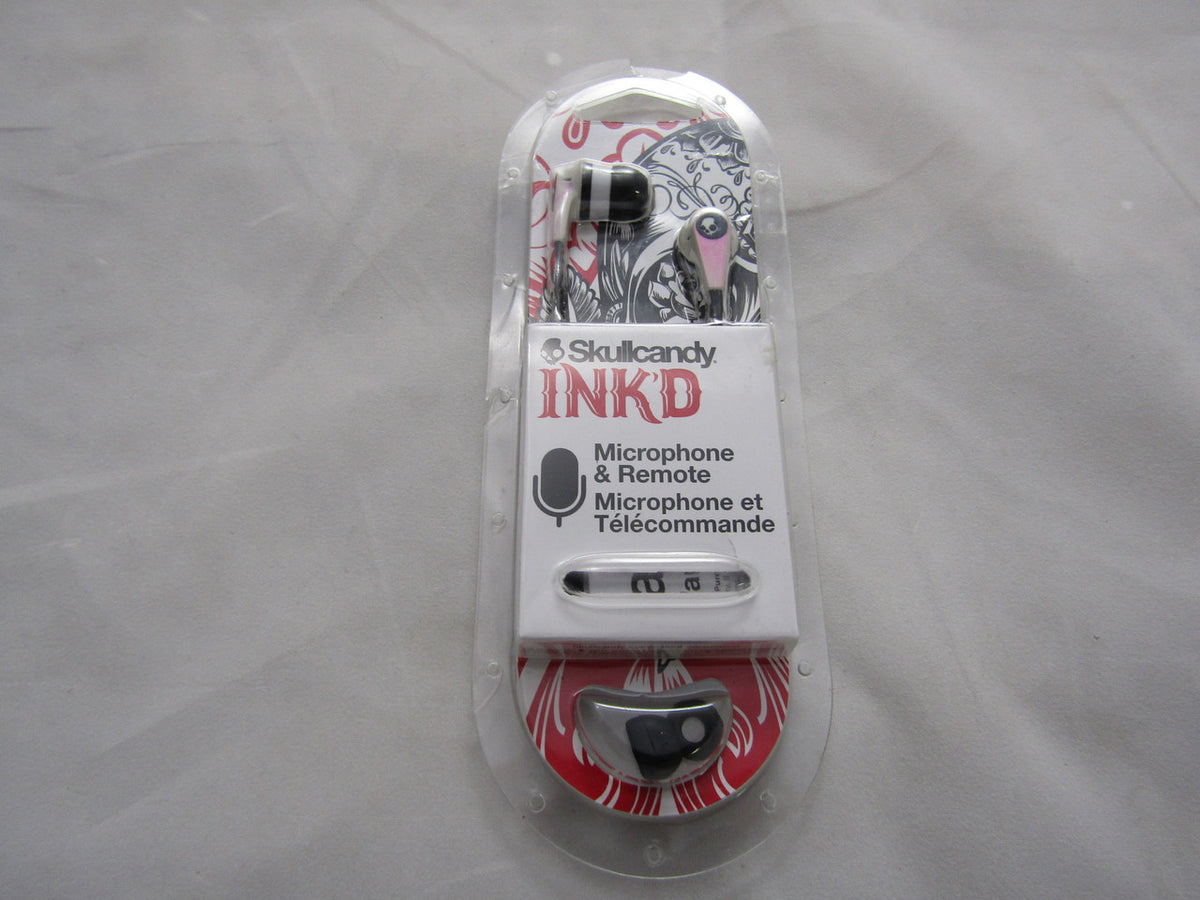 Skullcandy
INK'D
Microphone
& Remote
Microphone et
Télécommande